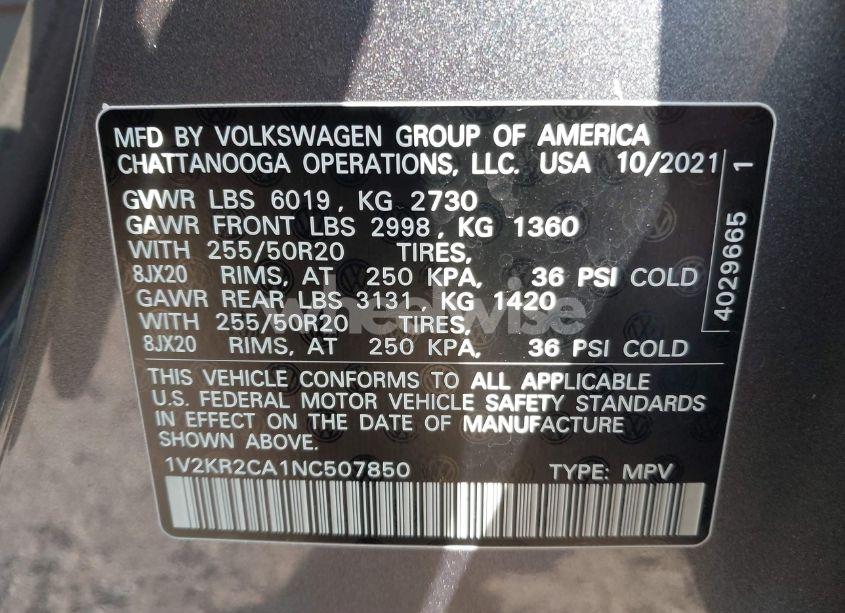 MFD BY VOLKSWAGEN GROUP OF AMERICA
CHATTANOOGA OPERATIONS, LLC. USA 10/2021
GVWR LBS 6019, KG 2730
GAWR FRONT LBS 2998, KG 1360
WITH 255/50R20 TIRES,
8JX20 RIMS, AT 250 KPA, 36 PSI COLD
GAWR REAR LBS 3131, KG 1420
WITH 255/50R20 TIRES,
8JX20 RIMS, AT 250 KPA, 36 PSI COLD
THIS VEHICLE CONFORMS TO ALL APPLICABLE
U.S. FEDERAL MOTOR VEHICLE SAFETY STANDARDS
IN EFFECT ON THE DATE OF MANUFACTURE
SHOWN ABOVE.
1V2KR2CA1NC507850 TYPE: MPV
4029665 1
wheelwise